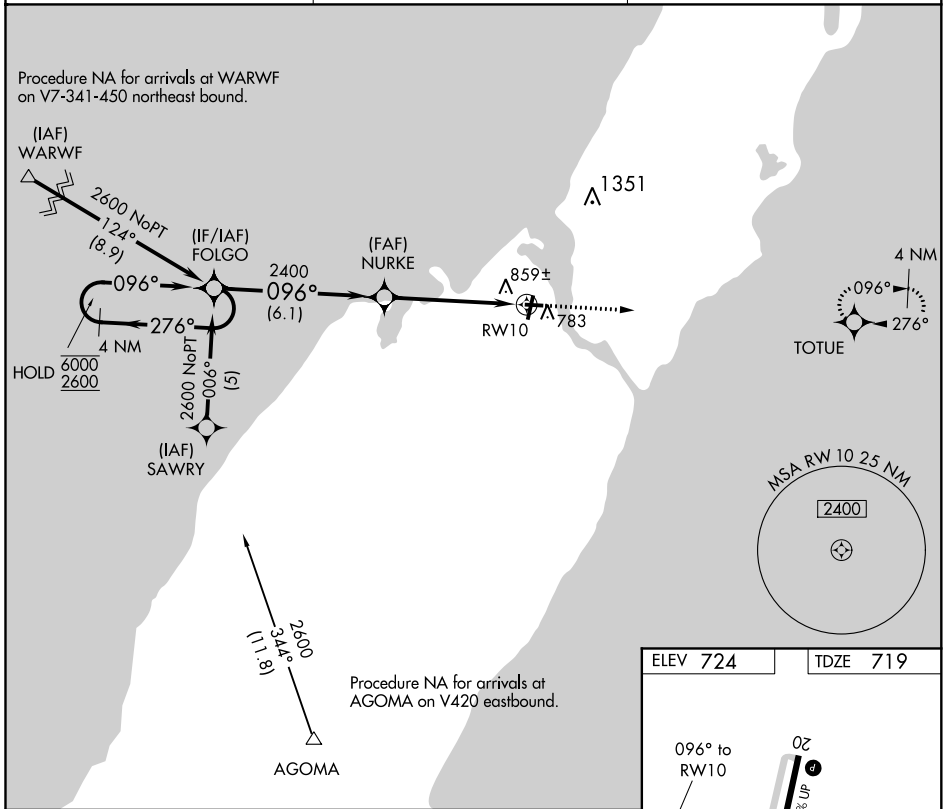 Procedure NA for arrivals at WARWF
on V7-341-450 northeast bound.
(IAF)
WARWF
2600 NoPT
124°
(8.9)
(IF/IAF)
FOLGO
096°
276°
4 NM
HOLD
6000
2600
2600 NoPT
006°
(5)
(IAF)
SAWRY
2400
096°
(6.1)
(FAF)
NURKE
1351
859±
783
RW10
4 NM
096°
276°
TOTUE
MSA RW 10 25 NM
2400
2600
344°
(11.8)
Procedure NA for arrivals at
AGOMA on V420 eastbound.
AGOMA
ELEV 724
TDZE 719
096° to
RW10
20
P
UP